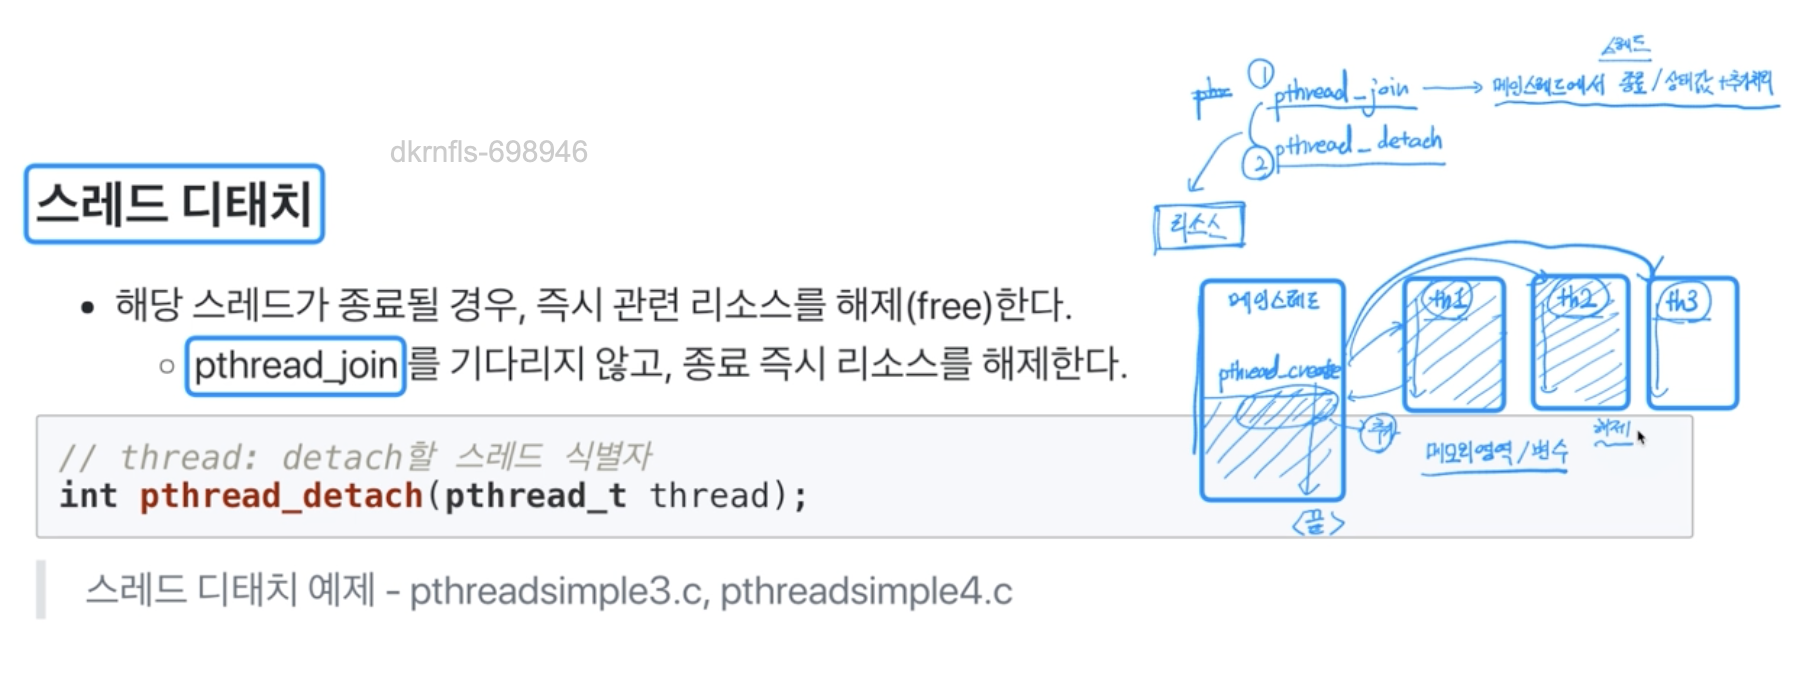 스레드
phr ① pthread_join → 메인스레드에서 종료/상태값+추가처리
② pthread_detach
dkrnfls-698946
스레드 디태치
리소스
• 해당 스레드가 종료될 경우, 즉시 관련 리소스를 해제(free)한다.
○ pthread_join를 기다리지 않고, 종료 즉시 리소스를 해제한다.
메인스레드
th1
th2
th3
pthread_create
해제
메모리영역/변수
// thread: detach할 스레드 식별자
int pthread_detach(pthread_t thread);
<끝>
스레드 디태치 예제 - pthreadsimple3.c, pthreadsimple4.c